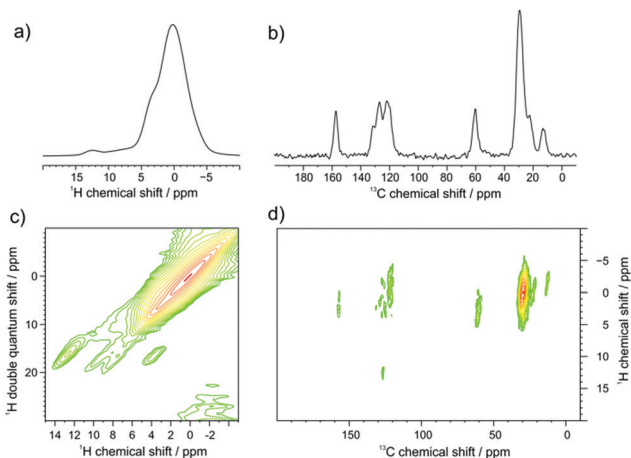 a)
15 10 5 0 −5
¹H chemical shift / ppm
b)
180 160 140 120 100 80 60 40 20 0
¹³C chemical shift / ppm
c)
0
10
20
¹H double quantum shift / ppm
14 12 10 8 6 4 2 0 -2
¹H chemical shift / ppm
d)
−5
0
5
10
15
¹H chemical shift / ppm
150 100 50 0
¹³C chemical shift / ppm